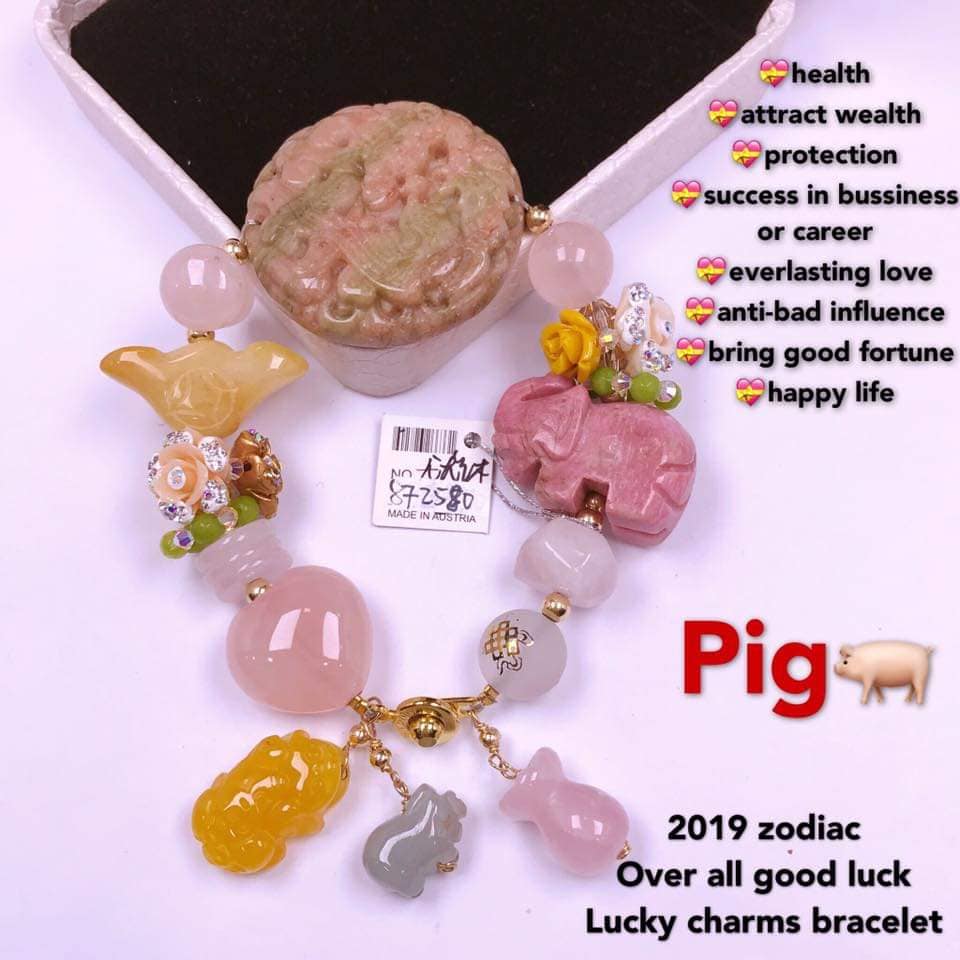 💝health
💝attract wealth
💝protection
💝success in bussiness
or career
💝everlasting love
💝anti-bad influence
💝bring good fortune
💝happy life
NO
872580
MADE IN AUSTRIA
Pig🐖
2019 zodiac
Over all good luck
Lucky charms bracelet